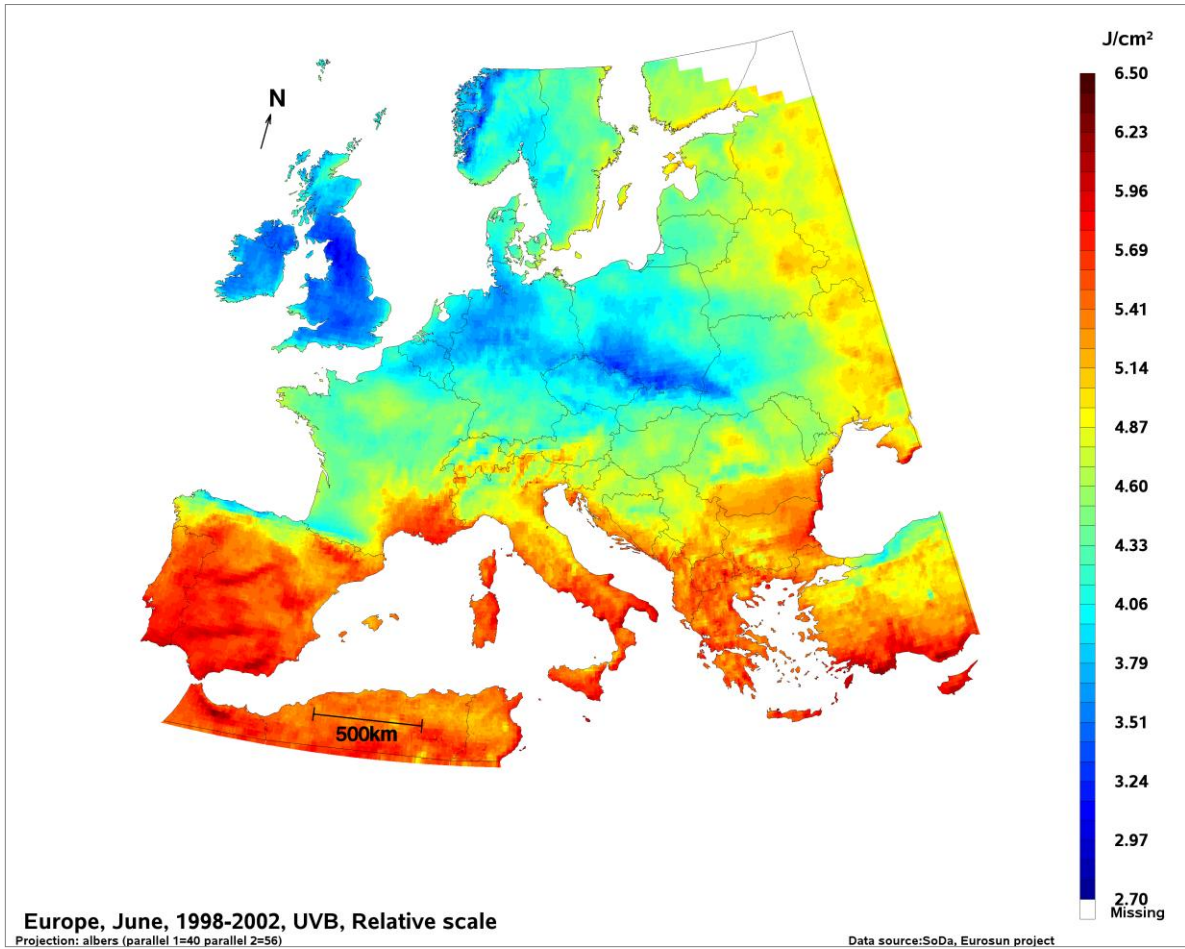 J/cm²
6.50
N
6.23
5.96
5.69
5.41
5.14
4.87
4.60
4.33
4.06
3.79
500km
3.51
3.24
2.97
2.70
Missing
Europe, June, 1998-2002, UVB, Relative scale
Projection: albers (parallel 1=40 parallel 2=56)
Data source:SoDa, Eurosun project